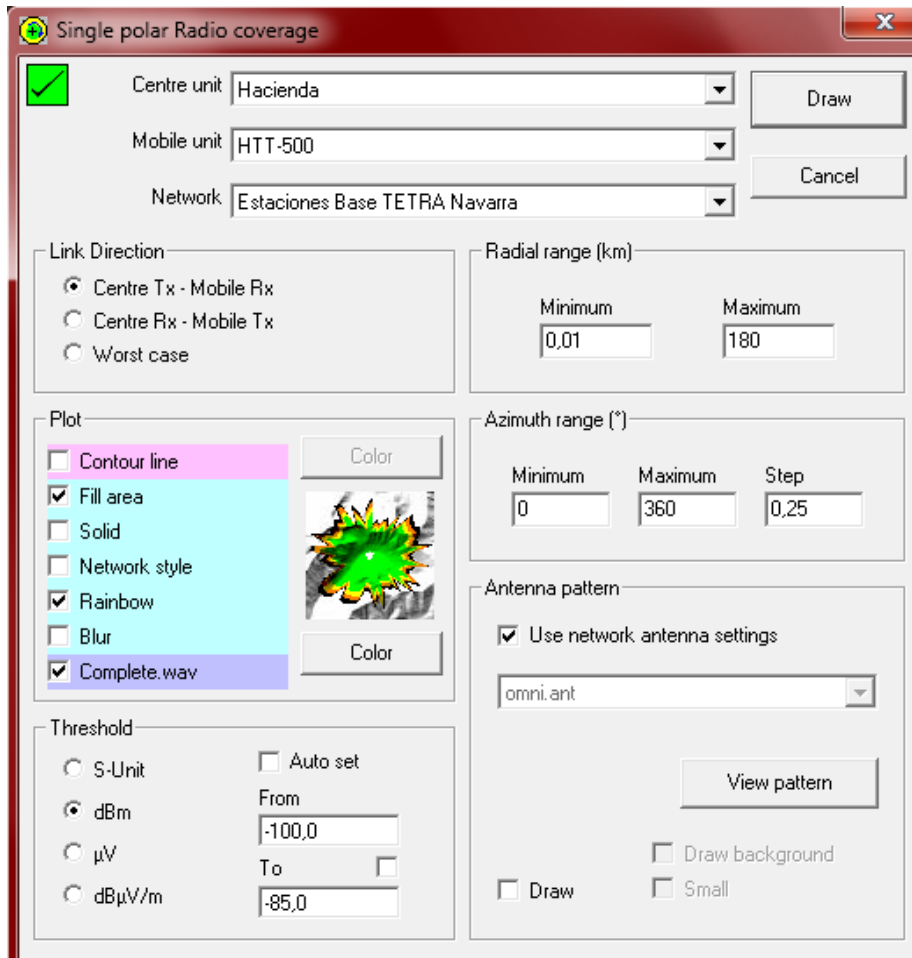 Single polar Radio coverage
Centre unit Hacienda
Draw
Mobile unit HTT-500
Cancel
Network Estaciones Base TETRA Navarra
Link Direction
Centre Tx - Mobile Rx
Centre Rx - Mobile Tx
Worst case
Radial range (km)
Minimum Maximum
0,01 180
Plot
Contour line
Fill area
Solid
Network style
Rainbow
Blur
Complete.wav
Color
Color
Azimuth range (°)
Minimum Maximum Step
0 360 0,25
Antenna pattern
Use network antenna settings
omni.ant
View pattern
Draw background
Draw Small
Threshold
S-Unit
dBm
µV
dBµV/m
Auto set
From
-100,0
To
-85,0